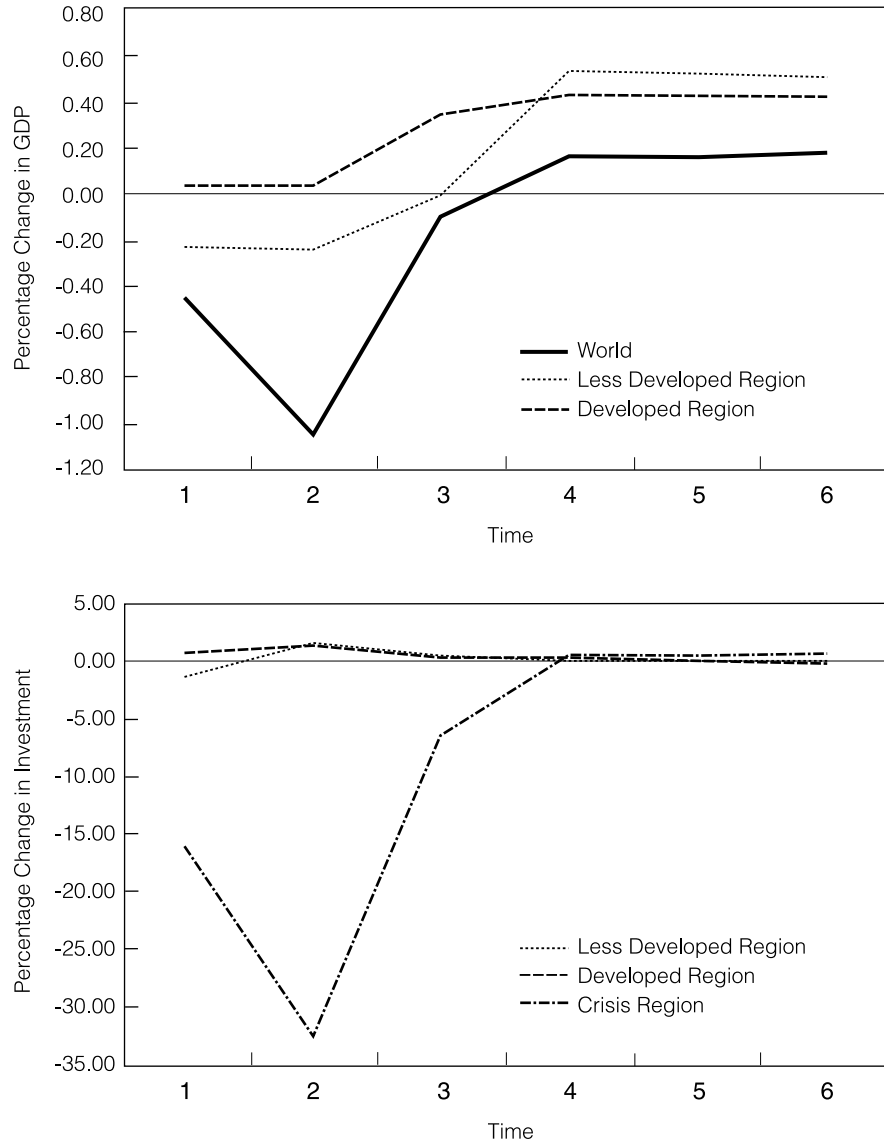 0.80
0.60
0.40
0.20
0.00
-0.20
-0.40
-0.60
-0.80
-1.00
-1.20
Percentage Change in GDP
World
Less Developed Region
Developed Region
1 2 3 4 5 6
Time
5.00
0.00
-5.00
-10.00
-15.00
-20.00
-25.00
-30.00
-35.00
Percentage Change in Investment
Less Developed Region
Developed Region
Crisis Region
1 2 3 4 5 6
Time